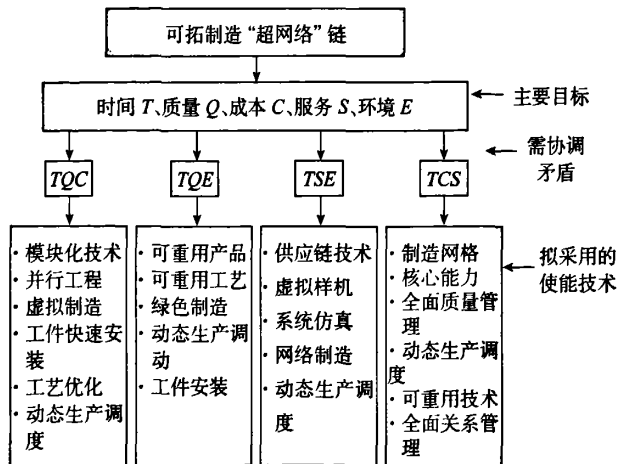 可拓制造“超网络”链
时间 T、质量 Q、成本 C、服务 S、环境 E
主要目标
需协调
矛盾
TQC
TQE
TSE
TCS
· 模块化技术
· 并行工程
· 虚拟制造
· 工件快速安
装
· 工艺优化
· 动态生产调
度
· 可重用产品
· 可重用工艺
· 绿色制造
· 动态生产调
动
· 工件安装
· 供应链技术
· 虚拟样机
· 系统仿真
· 网络制造
· 动态生产调
度
· 制造网格
· 核心能力
· 全面质量管
理
· 动态生产调
度
· 可重用技术
· 全面关系管
理
拟采用的
使能技术